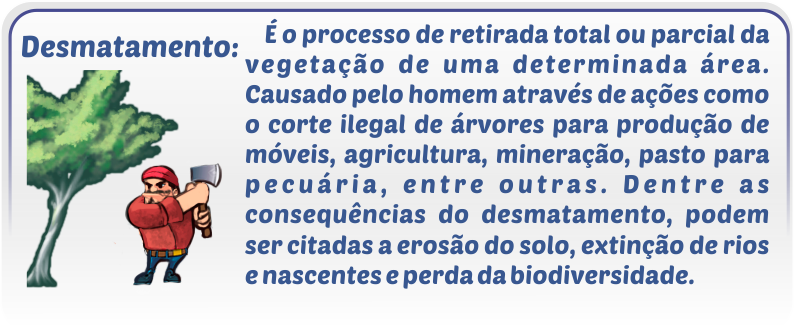 Desmatamento:
É o processo de retirada total ou parcial da
vegetação de uma determinada área.
Causado pelo homem através de ações como
o corte ilegal de árvores para produção de
móveis, agricultura, mineração, pasto para
pecuária, entre outras. Dentre as
consequências do desmatamento, podem
ser citadas a erosão do solo, extinção de rios
e nascentes e perda da biodiversidade.